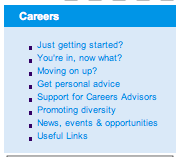 Careers
Just getting started?
You're in, now what?
Moving on up?
Get personal advice
Support for Careers Advisors
Promoting diversity
News, events & opportunities
Useful Links